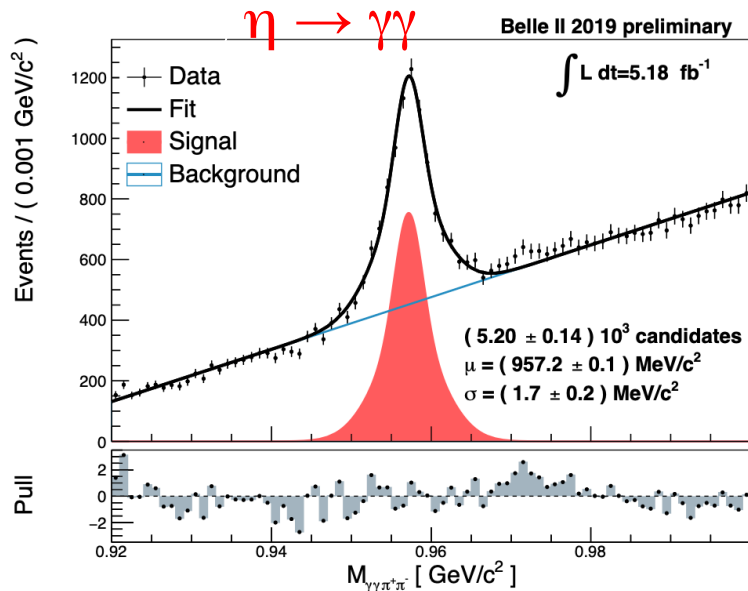 η → γγ
Belle II 2019 preliminary
∫ L dt=5.18 fb⁻¹
Data
Fit
Signal
Background
Events / ( 0.001 GeV/c² )
1200
1000
800
600
400
200
0
( 5.20 ± 0.14 ) 10³ candidates
μ = ( 957.2 ± 0.1 ) MeV/c²
σ = ( 1.7 ± 0.2 ) MeV/c²
Pull
2
0
−2
0.92 0.94 0.96 0.98
M_γγπ⁺π⁻ [ GeV/c² ]